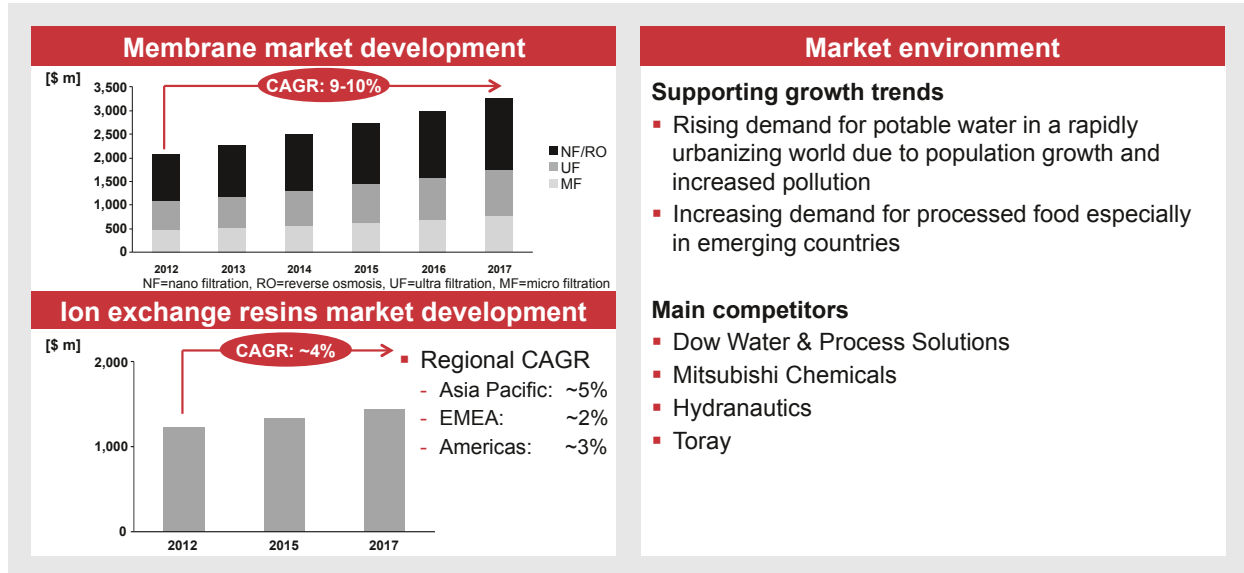 Membrane market development
[$ m]
CAGR: 9-10%
3,500
3,000
2,500
2,000
1,500
1,000
500
0
NF/RO
UF
MF
2012 2013 2014 2015 2016 2017
NF=nano filtration, RO=reverse osmosis, UF=ultra filtration, MF=micro filtration
Ion exchange resins market development
[$ m]
CAGR: ~4%
2,000
1,000
0
2012 2015 2017
▪ Regional CAGR
- Asia Pacific: ~5%
- EMEA: ~2%
- Americas: ~3%
Market environment
Supporting growth trends
▪ Rising demand for potable water in a rapidly
urbanizing world due to population growth and
increased pollution
▪ Increasing demand for processed food especially
in emerging countries
Main competitors
▪ Dow Water & Process Solutions
▪ Mitsubishi Chemicals
▪ Hydranautics
▪ Toray